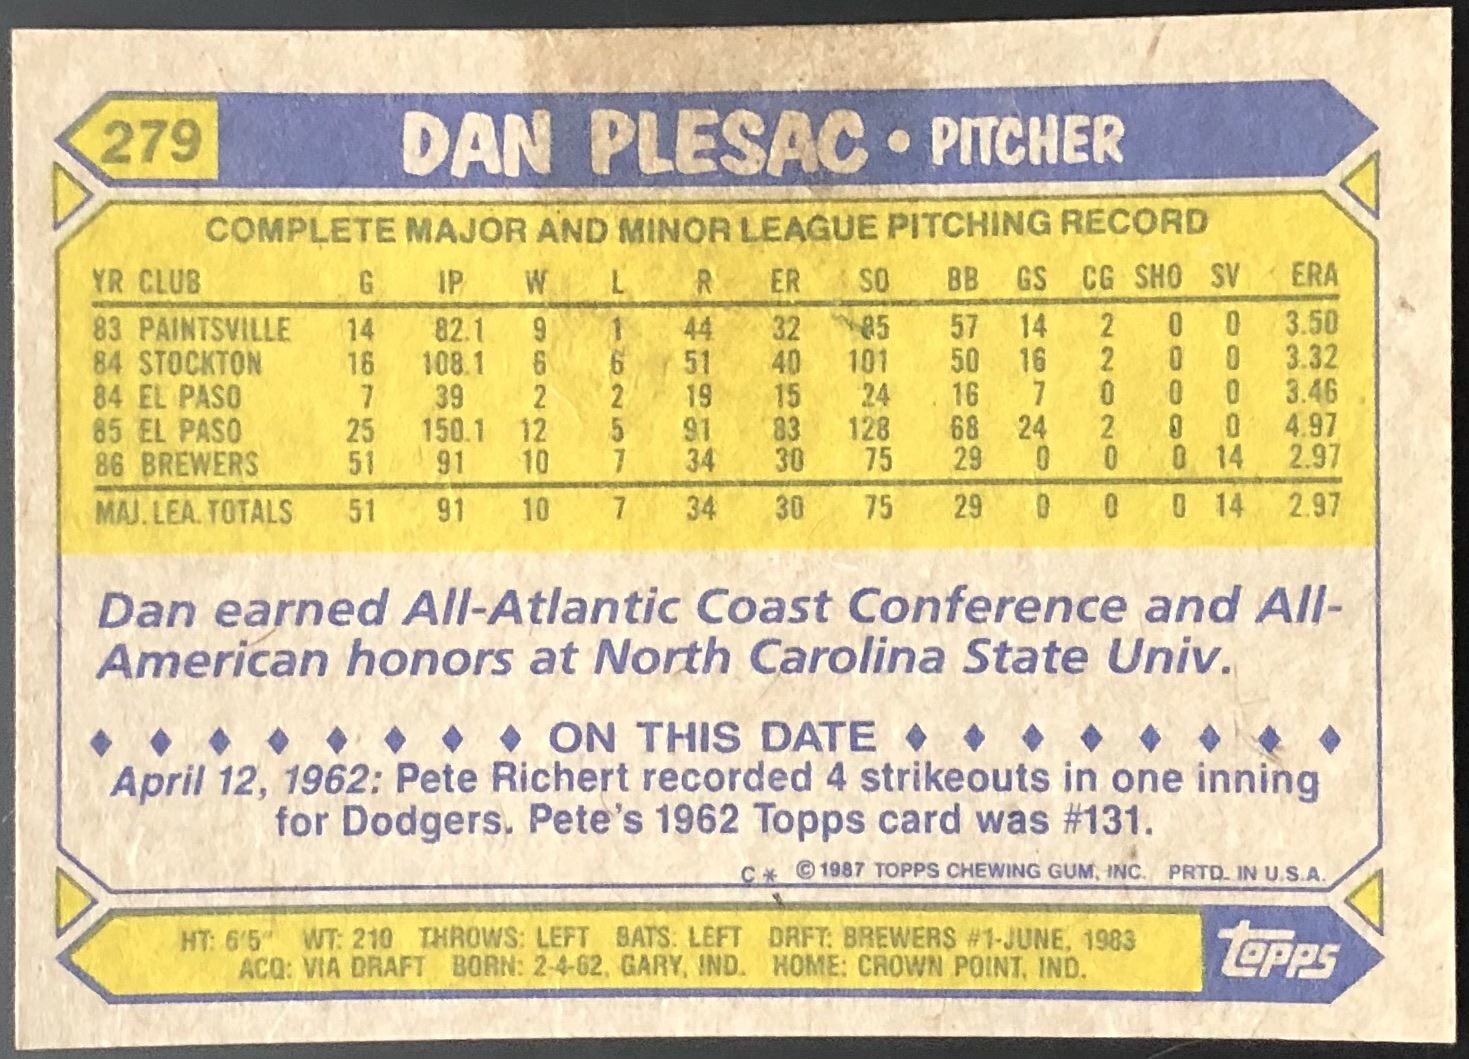 279
DAN PLESAC • PITCHER
COMPLETE MAJOR AND MINOR LEAGUE PITCHING RECORD
YR CLUB G IP W L R ER SO BB GS CG SHO SV ERA
83 PAINTSVILLE 14 82.1 9 1 44 32 85 57 14 2 0 0 3.50
84 STOCKTON 16 108.1 6 6 51 40 101 50 16 2 0 0 3.32
84 EL PASO 7 39 2 2 19 15 24 16 7 0 0 0 3.46
85 EL PASO 25 150.1 12 5 91 83 128 68 24 2 0 0 4.97
86 BREWERS 51 91 10 7 34 30 75 29 0 0 0 14 2.97
MAJ. LEA. TOTALS 51 91 10 7 34 30 75 29 0 0 0 14 2.97
Dan earned All-Atlantic Coast Conference and All-
American honors at North Carolina State Univ.
♦ ♦ ♦ ♦ ♦ ♦ ♦ ♦ ON THIS DATE ♦ ♦ ♦ ♦ ♦ ♦ ♦ ♦
April 12, 1962: Pete Richert recorded 4 strikeouts in one inning
for Dodgers. Pete's 1962 Topps card was #131.
C* ©1987 TOPPS CHEWING GUM, INC. PRTD. IN U.S.A.
HT: 6'5" WT: 210 THROWS: LEFT BATS: LEFT DRFT: BREWERS #1-JUNE, 1983
ACQ: VIA DRAFT BORN: 2-4-62, GARY, IND. HOME: CROWN POINT, IND.
topps